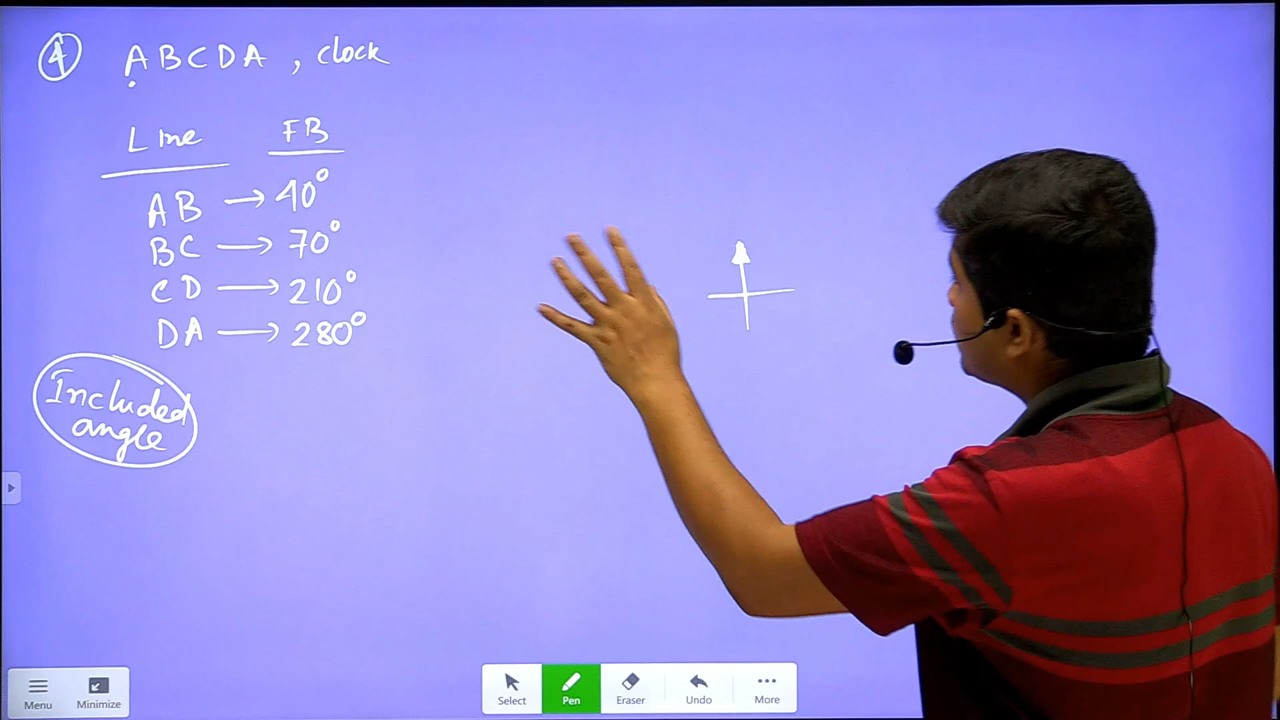 4 ABCDA, clock
Line FB
AB → 40°
BC → 70°
CD → 210°
DA → 280°
Included
angle
Menu Minimize Select Pen Eraser Undo More